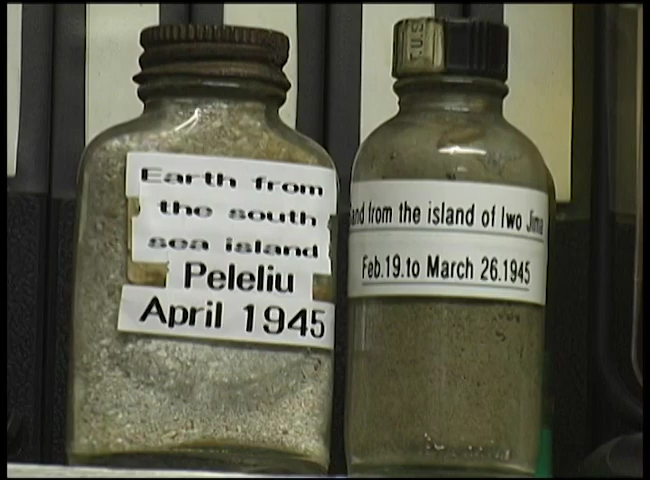 Earth from
the south
sea island
Peleliu
April 1945
T.U.S
and from the island of Iwo Jima
Feb.19.to March 26.1945